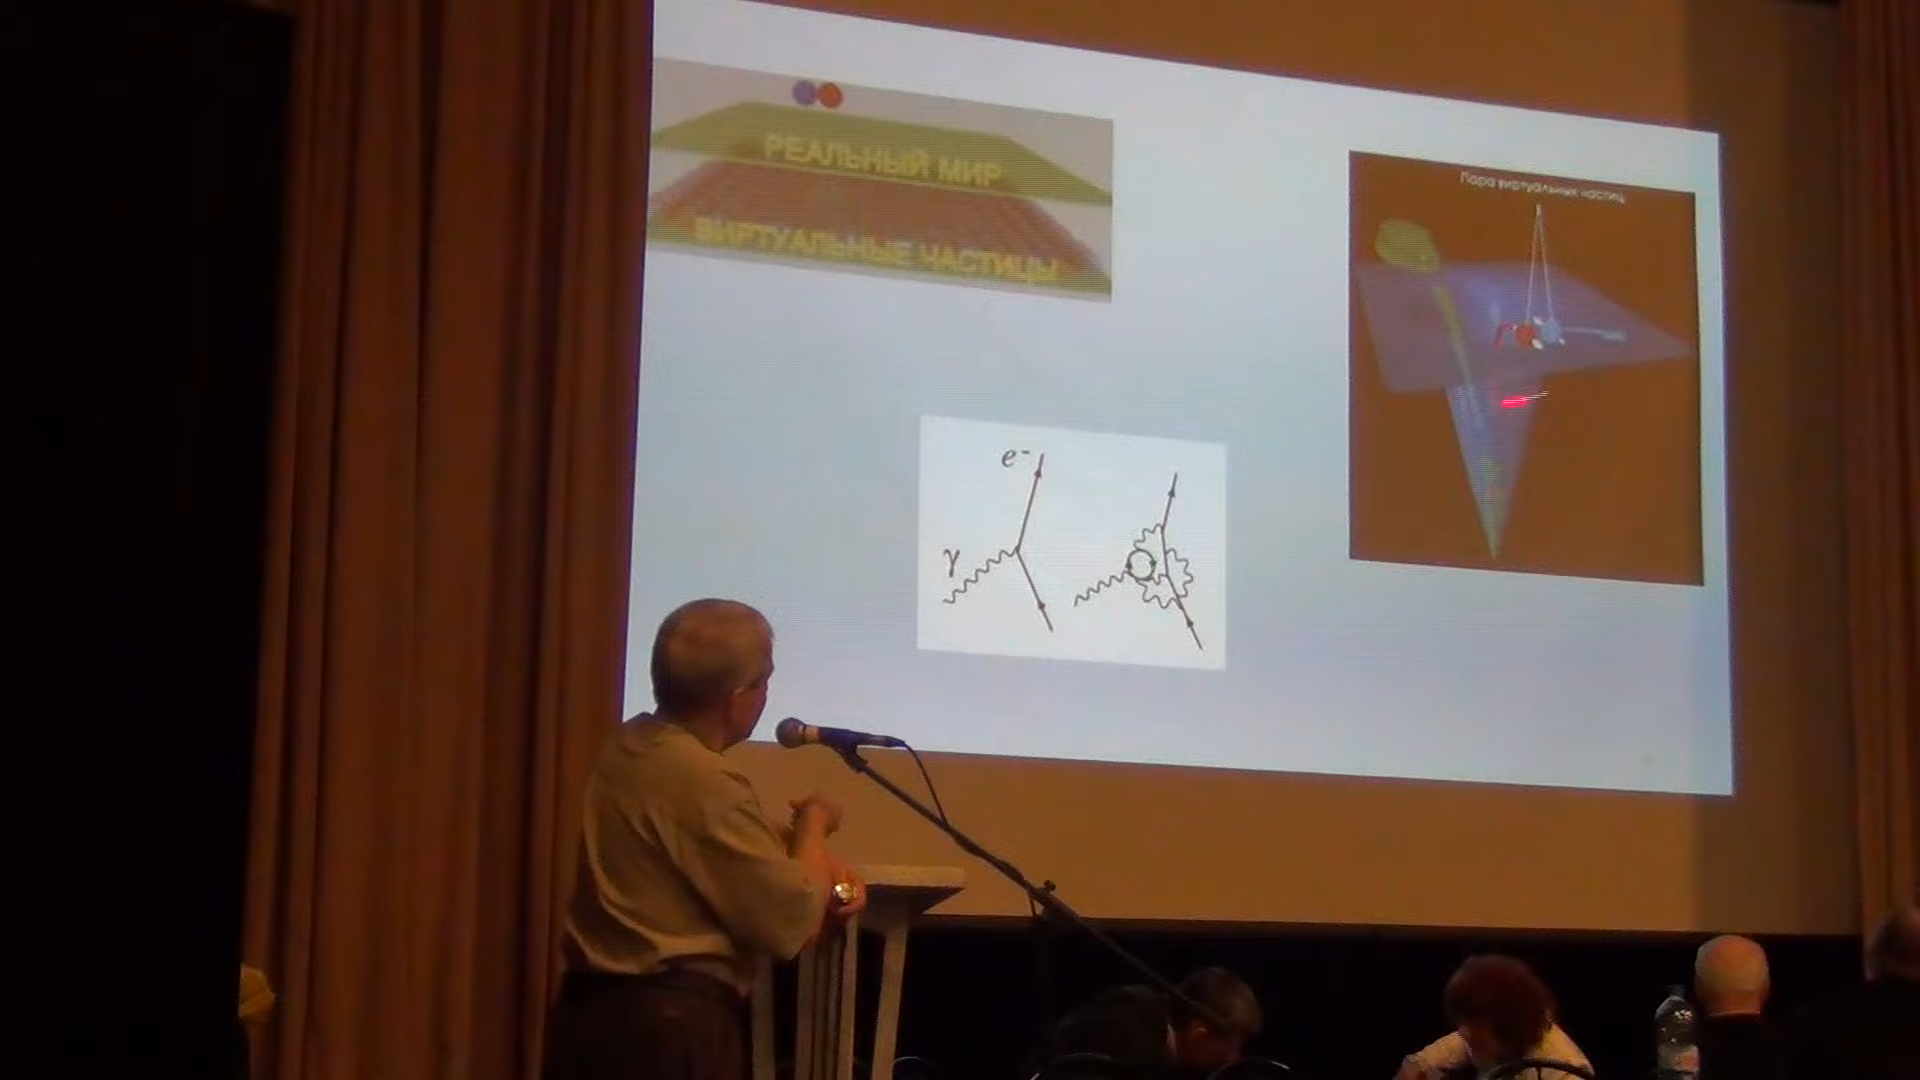 РЕАЛЬНЫЙ МИР
ВИРТУАЛЬНЫЕ ЧАСТИЦЫ
Пара виртуальных частиц
e-
γ